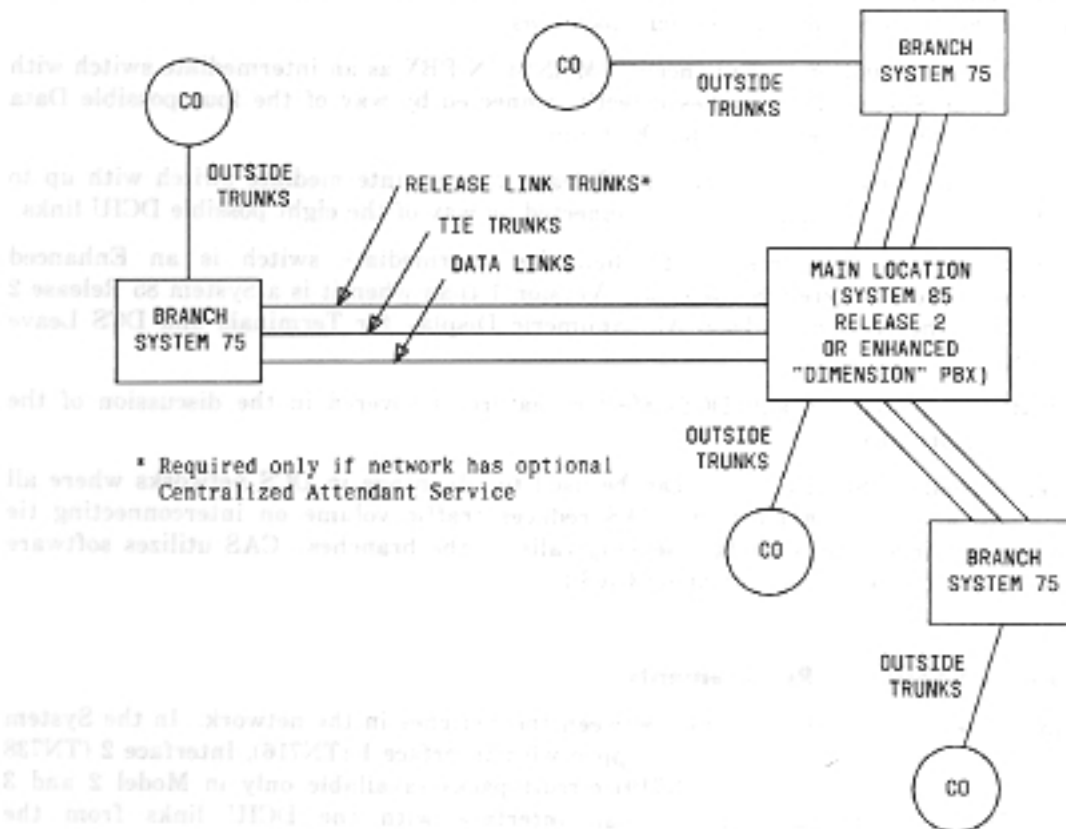 BRANCH
SYSTEM 75
CO
OUTSIDE
TRUNKS
CO
OUTSIDE
TRUNKS
RELEASE LINK TRUNKS*
TIE TRUNKS
DATA LINKS
BRANCH
SYSTEM 75
MAIN LOCATION
(SYSTEM 85
RELEASE 2
OR ENHANCED
"DIMENSION" PBX)
OUTSIDE
TRUNKS
* Required only if network has optional
Centralized Attendant Service
CO
BRANCH
SYSTEM 75
OUTSIDE
TRUNKS
CO